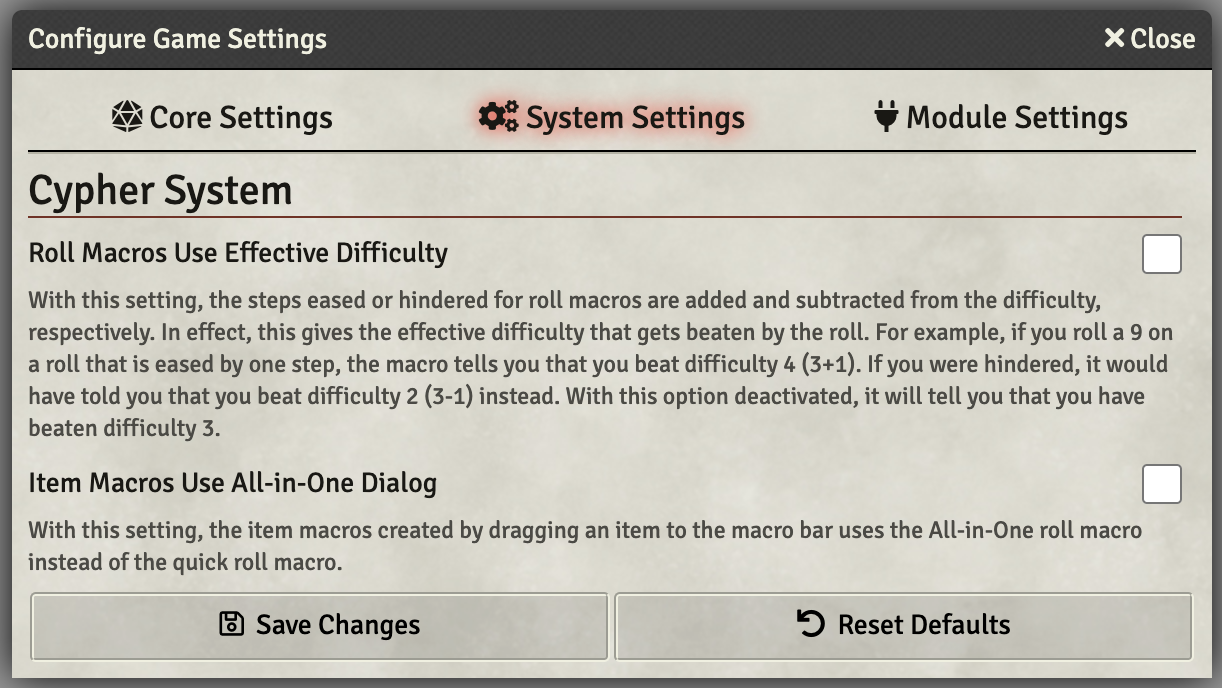 Configure Game Settings
Close
Core Settings
System Settings
Module Settings
Cypher System
Roll Macros Use Effective Difficulty
With this setting, the steps eased or hindered for roll macros are added and subtracted from the difficulty,
respectively. In effect, this gives the effective difficulty that gets beaten by the roll. For example, if you roll a 9 on
a roll that is eased by one step, the macro tells you that you beat difficulty 4 (3+1). If you were hindered, it would
have told you that you beat difficulty 2 (3-1) instead. With this option deactivated, it will tell you that you have
beaten difficulty 3.
Item Macros Use All-in-One Dialog
With this setting, the item macros created by dragging an item to the macro bar uses the All-in-One roll macro
instead of the quick roll macro.
Save Changes
Reset Defaults